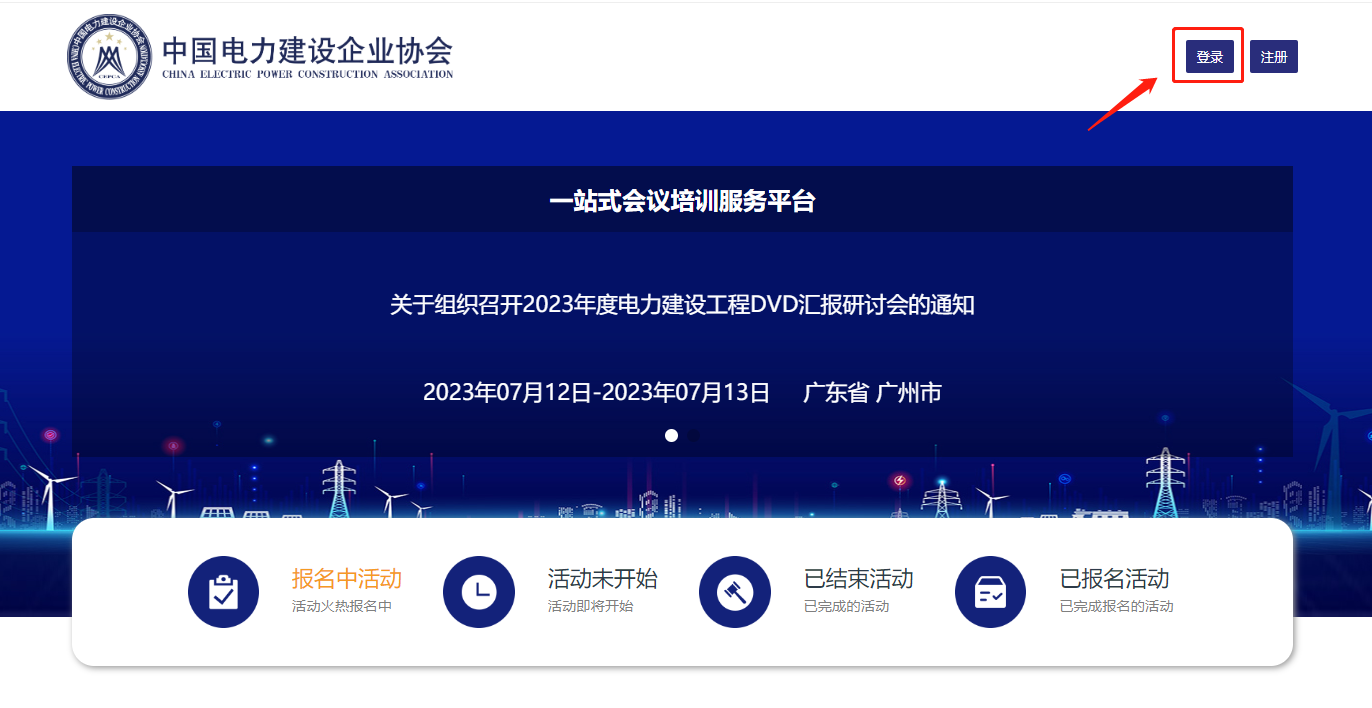 中国电力建设企业协会
CHINA ELECTRIC POWER CONSTRUCTION ASSOCIATION
CEPCA
登录
注册
一站式会议培训服务平台
关于组织召开2023年度电力建设工程DVD汇报研讨会的通知
2023年07月12日-2023年07月13日 广东省 广州市
报名中活动
活动火热报名中
活动未开始
活动即将开始
已结束活动
已完成的活动
已报名活动
已完成报名的活动